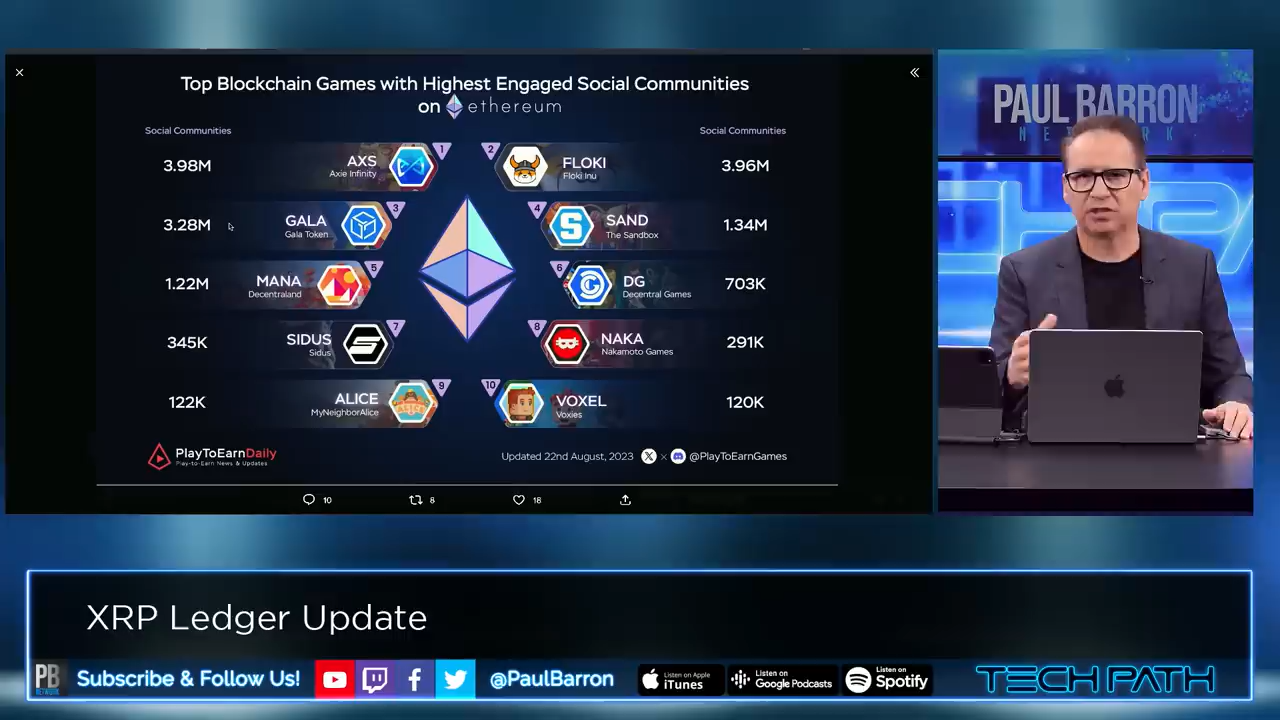 Top Blockchain Games with Highest Engaged Social Communities
on ethereum
Social Communities
Social Communities
3.98M
AXS
Axie Infinity
1
2
FLOKI
Floki Inu
3.96M
3.28M
GALA
Gala Token
3
4
SAND
The Sandbox
1.34M
1.22M
MANA
Decentraland
5
6
DG
Decentral Games
703K
345K
SIDUS
Sidus
7
8
NAKA
Nakamoto Games
291K
122K
ALICE
MyNeighborAlice
9
10
VOXEL
Voxies
120K
PlayToEarnDaily
Play-to-Earn News & Updates
Updated 22nd August, 2023 X x @PlayToEarnGames
10
8
18
PAUL BARRON
NETWORK
XRP Ledger Update
PB
NETWORK
Subscribe & Follow Us!
@PaulBarron
Listen on Apple
iTunes
Listen on
Google Podcasts
Listen on
Spotify
TECH PATH